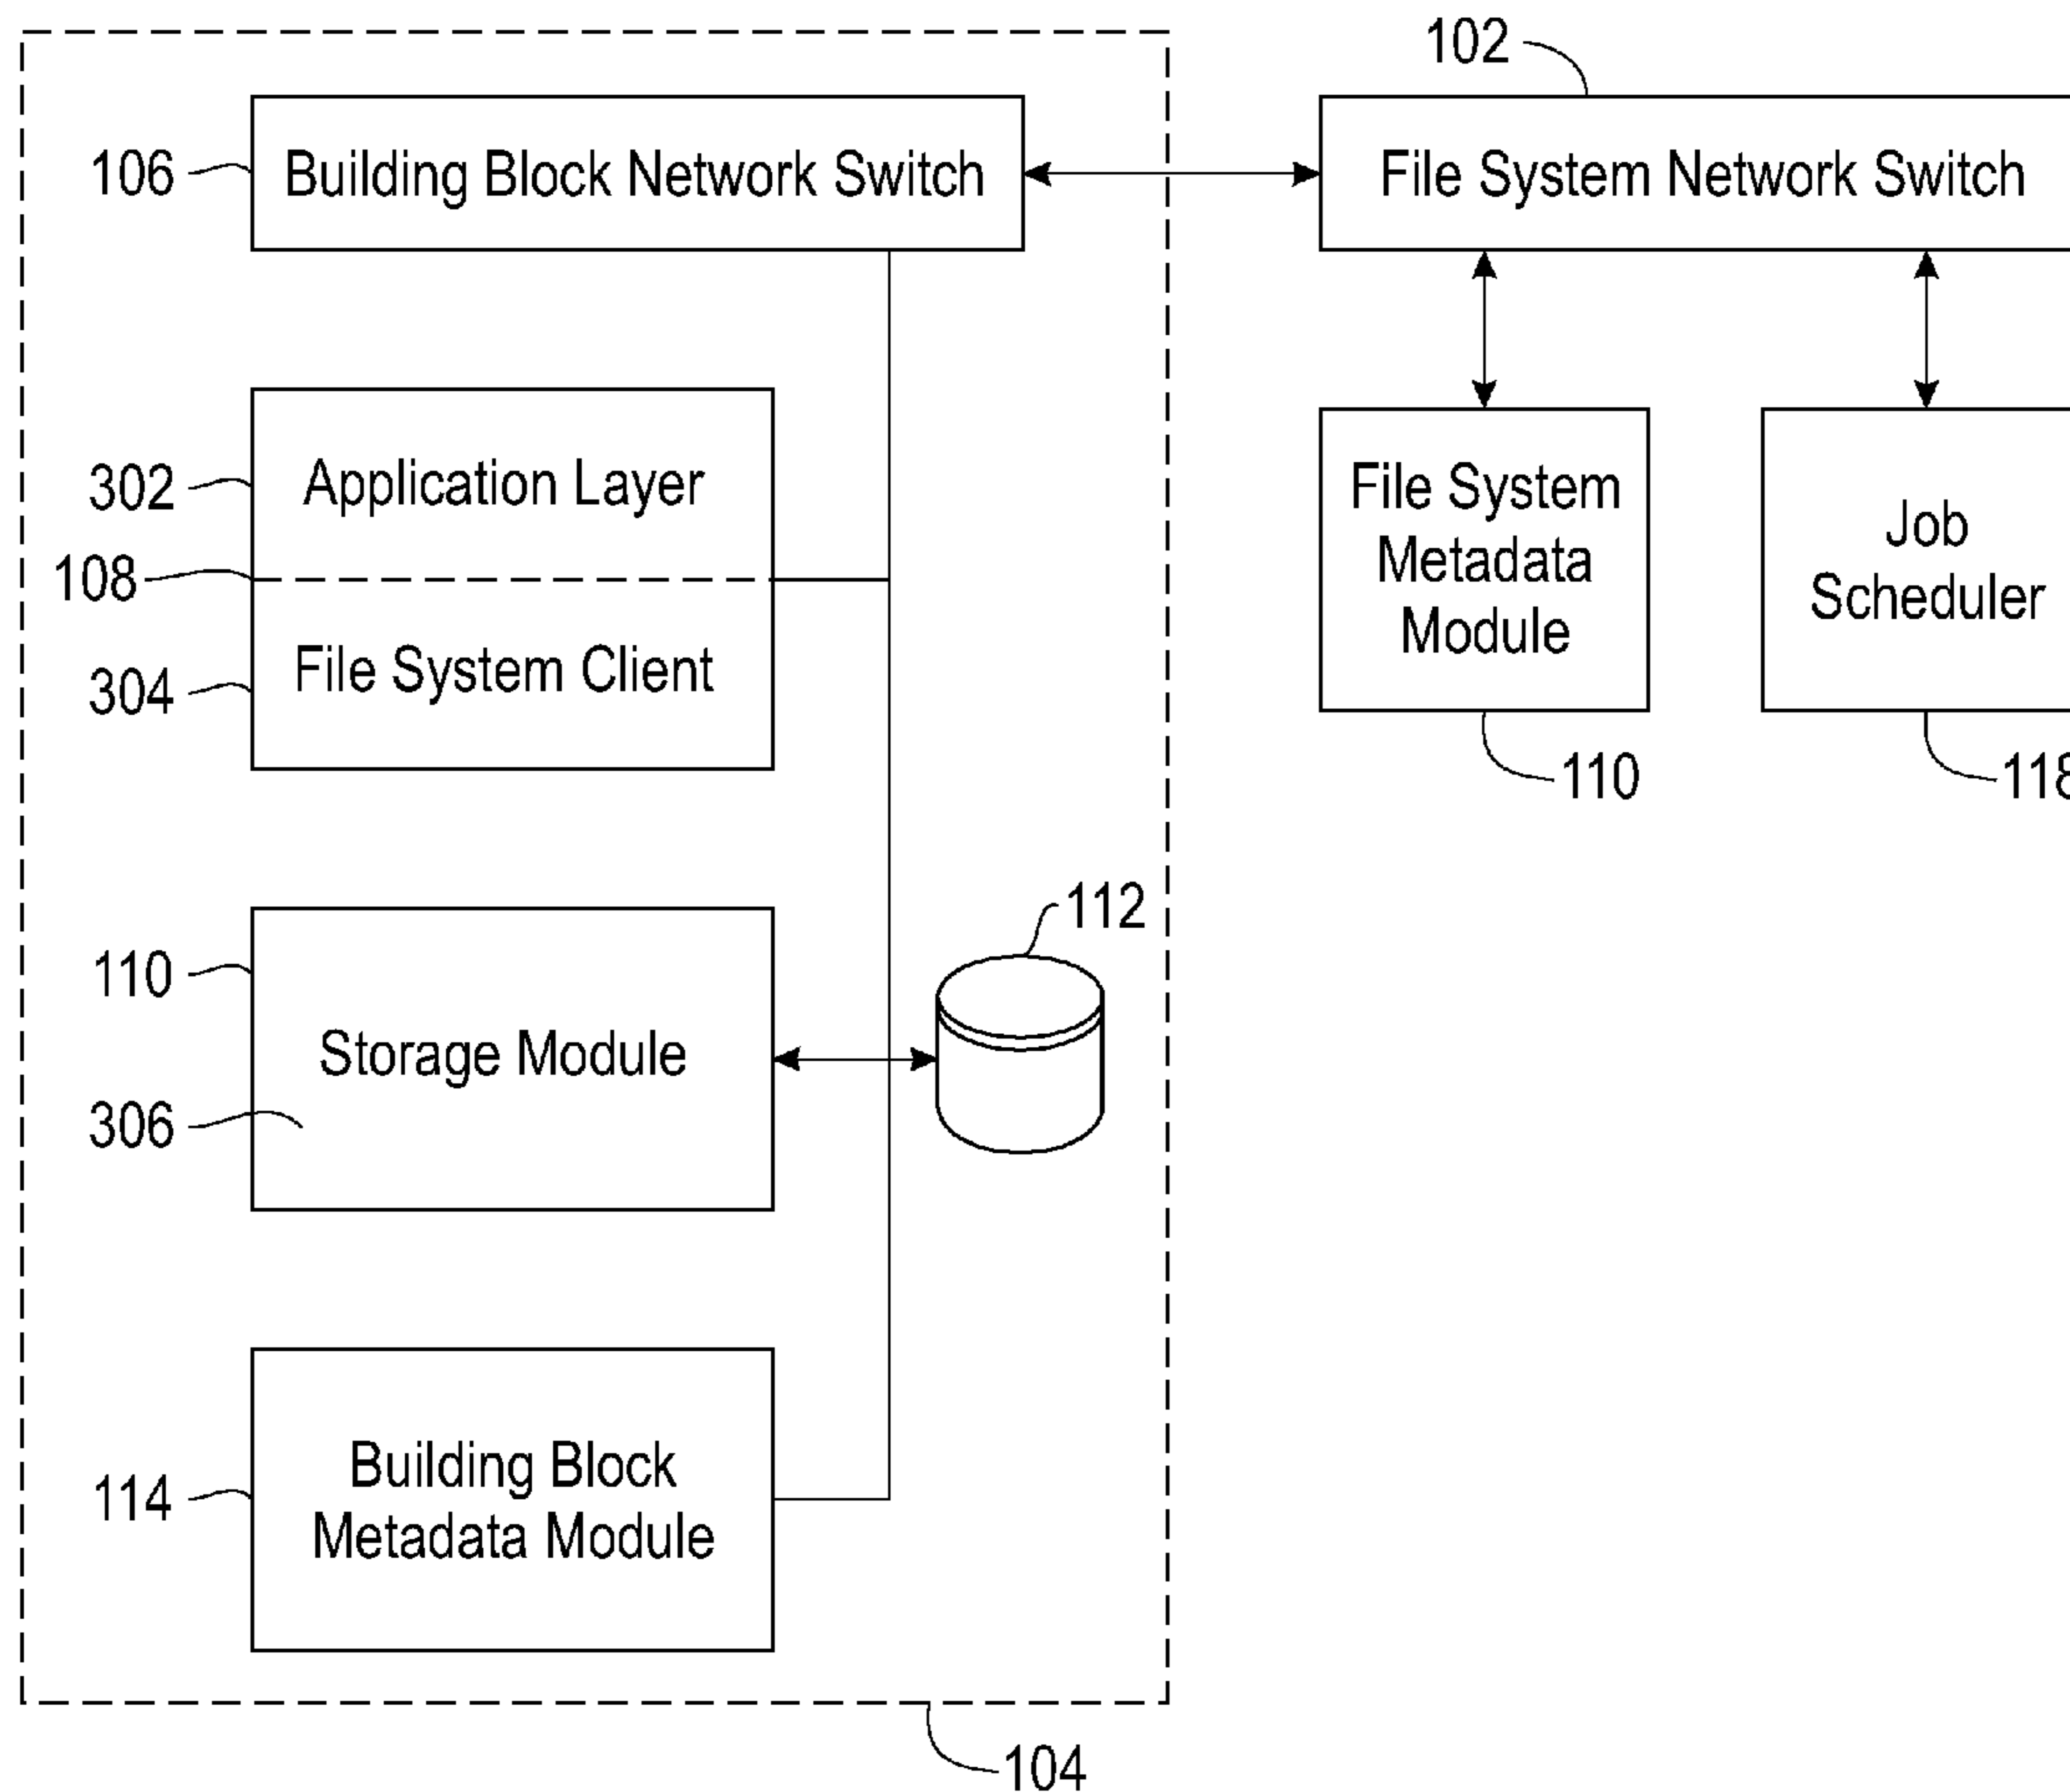 102
106
Building Block Network Switch
File System Network Switch
302
Application Layer
108
304
File System Client
File System
Metadata
Module
Job
Scheduler
110
118
112
110
Storage Module
306
114
Building Block
Metadata Module
104